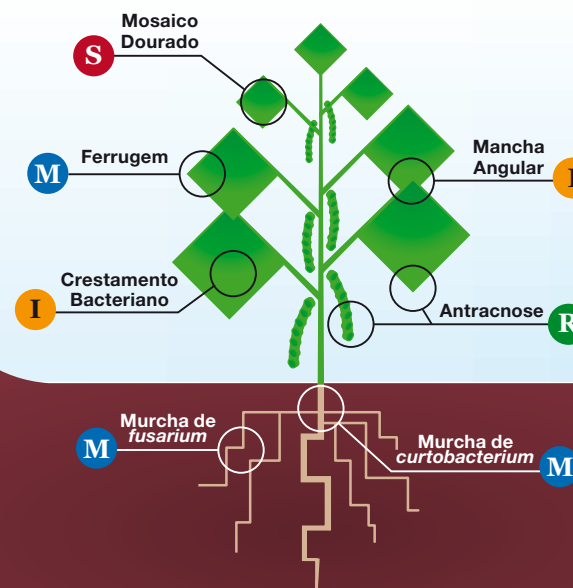 Mosaico
Dourado
S
Ferrugem
M
Mancha
Angular
Crestamento
Bacteriano
I
Antracnose
R
Murcha de
fusarium
M
Murcha de
curtobacterium
M